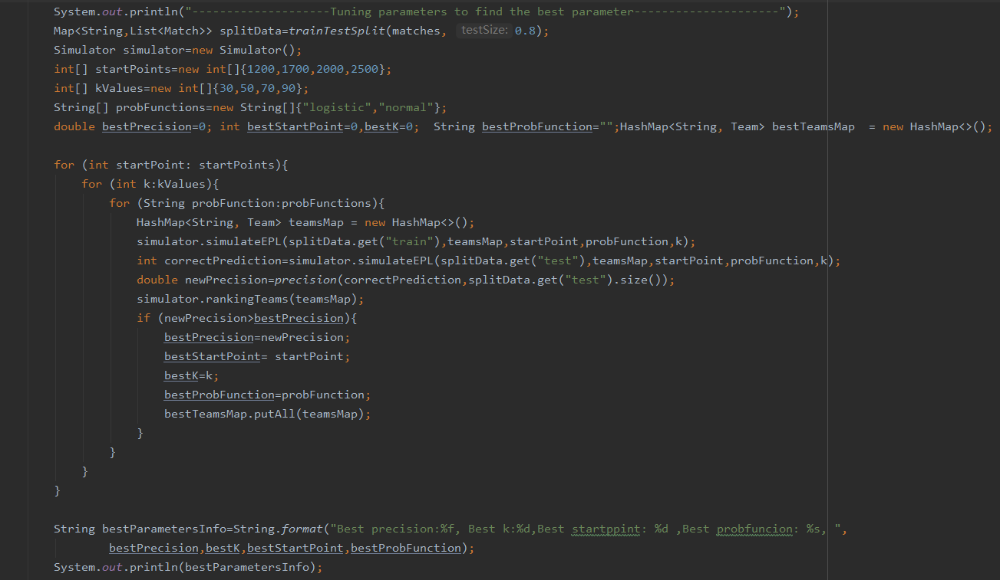 System.out.println("--------------------Tuning parameters to find the best parameter---------------------");
Map<String,List<Match>> splitData=trainTestSplit(matches, testSize: 0.8);
Simulator simulator=new Simulator();
int[] startPoints=new int[]{1200,1700,2000,2500};
int[] kValues=new int[]{30,50,70,90};
String[] probFunctions=new String[]{"logistic","normal"};
double bestPrecision=0; int bestStartPoint=0,bestK=0;  String bestProbFunction="";HashMap<String, Team> bestTeamsMap  = new HashMap<>();
for (int startPoint: startPoints){
for (int k:kValues){
for (String probFunction:probFunctions){
HashMap<String, Team> teamsMap = new HashMap<>();
simulator.simulateEPL(splitData.get("train"),teamsMap,startPoint,probFunction,k);
int correctPrediction=simulator.simulateEPL(splitData.get("test"),teamsMap,startPoint,probFunction,k);
double newPrecision=precision(correctPrediction,splitData.get("test").size());
simulator.rankingTeams(teamsMap);
if (newPrecision>bestPrecision){
bestPrecision=newPrecision;
bestStartPoint= startPoint;
bestK=k;
bestProbFunction=probFunction;
bestTeamsMap.putAll(teamsMap);
}
}
}
}
String bestParametersInfo=String.format("Best precision:%f, Best k:%d,Best startppint: %d ,Best probfuncion: %s, ",
bestPrecision,bestK,bestStartPoint,bestProbFunction);
System.out.println(bestParametersInfo);